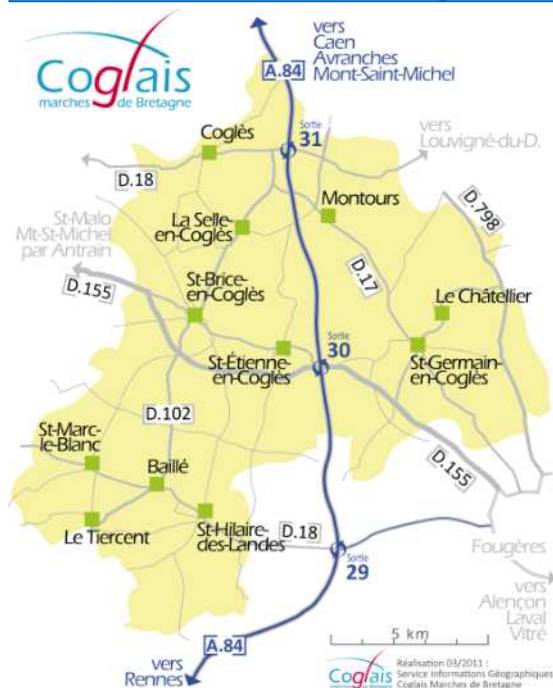 Coglais
marches de Bretagne
vers
Caen
Avranches
Mont-Saint-Michel
A.84
Sortie
31
Coglès
vers
Louvigné-du-D.
D.18
Montours
St-Malo
Mt-St-Michel
par Antrain
La Selle-
en-Coglès
D.798
D.155
St-Brice-
en-Coglès
D.17
Le Châtellier
Sortie
30
St-Étienne-
en-Coglès
St-Germain-
en-Coglès
D.102
St-Marc-
le-Blanc
Baillé
D.155
Le Tiercent
St-Hilaire-
des-Landes
D.18
Sortie
29
Fougères
vers
Alençon
Laval
Vitré
5 km
A.84
vers
Rennes
Coglais
Réalisation 03/2011 :
Service Informations Géographiques
Coglais Marches de Bretagne